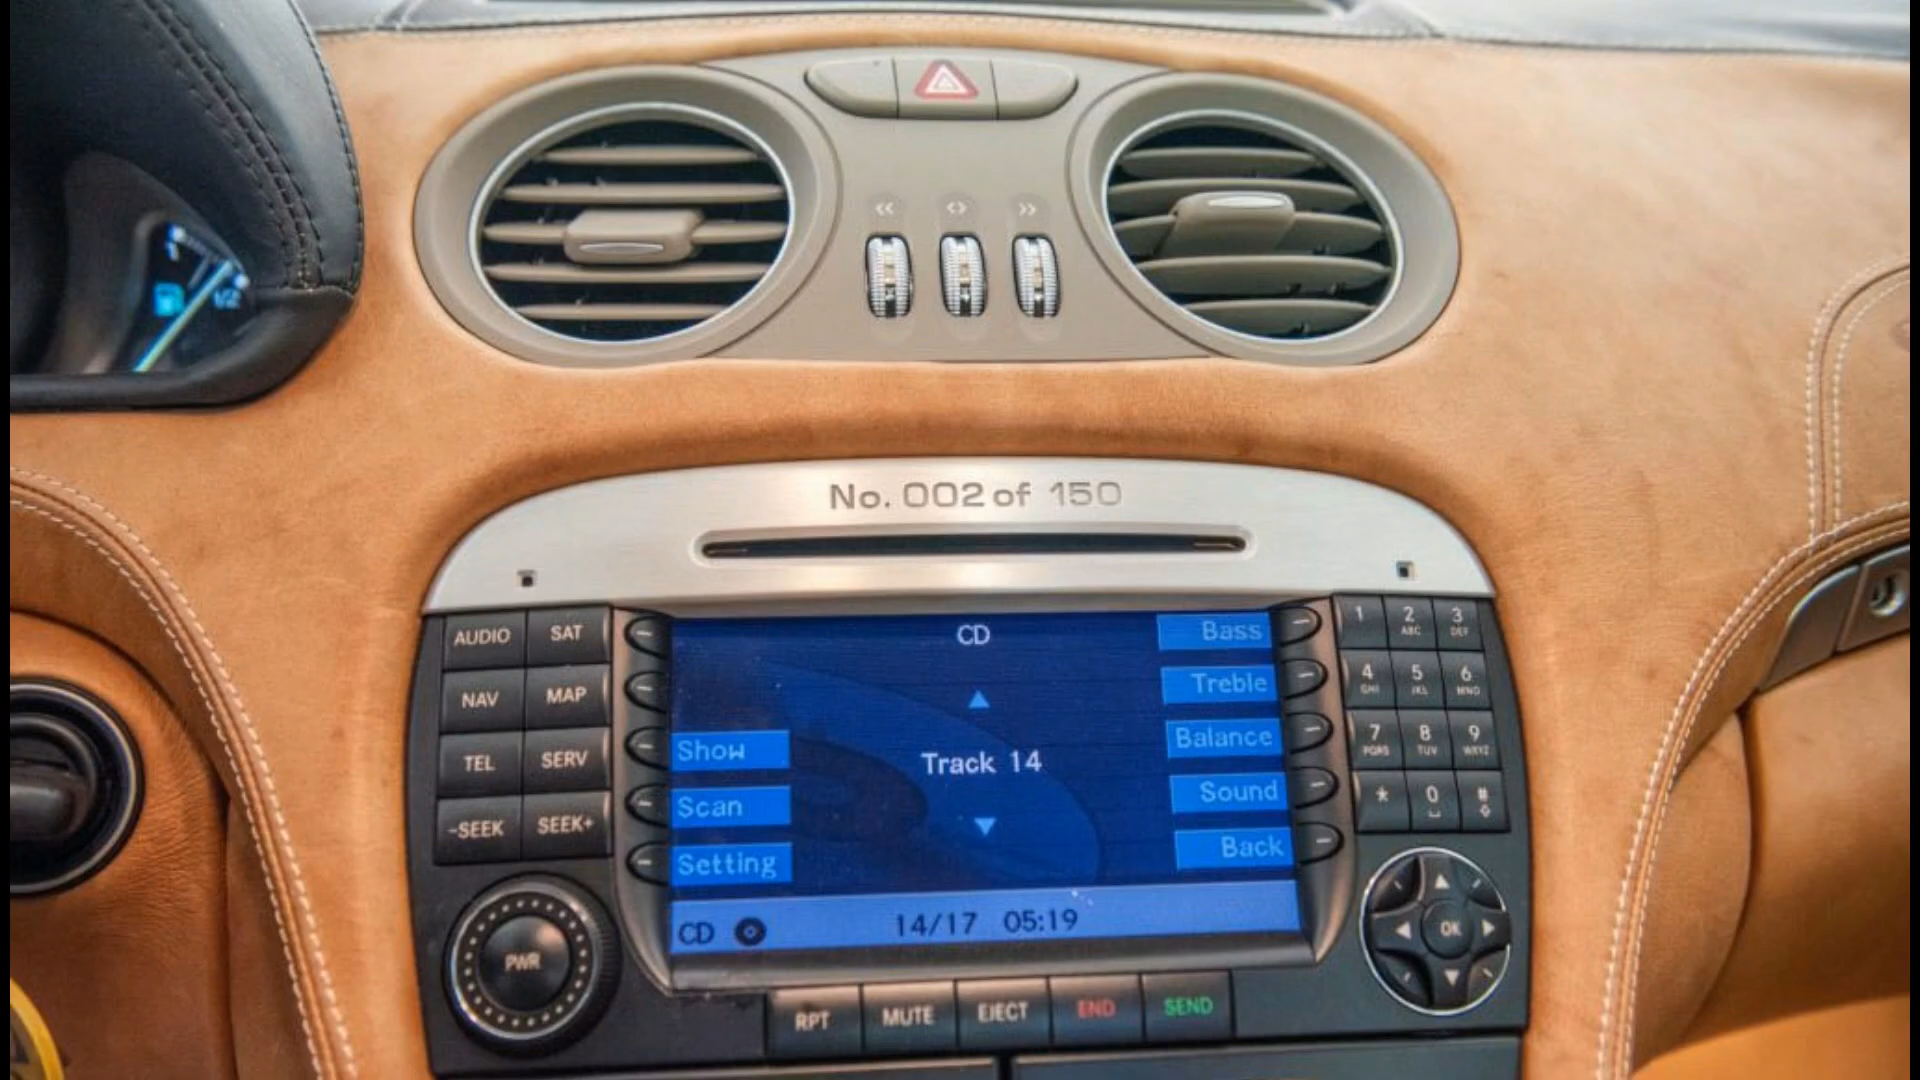 1/2
<< <> >>
No. 002 of 150
AUDIO SAT
NAV MAP
TEL SERV
-SEEK SEEK+
PWR
CD
Track 14
Show
Scan
Setting
Bass
Treble
Balance
Sound
Back
CD 14/17 05:19
1 2 ABC 3 DEF
4 GHI 5 JKL 6 MNO
7 PQRS 8 TUV 9 WXYZ
* 0 #
OK
RPT MUTE EJECT END SEND